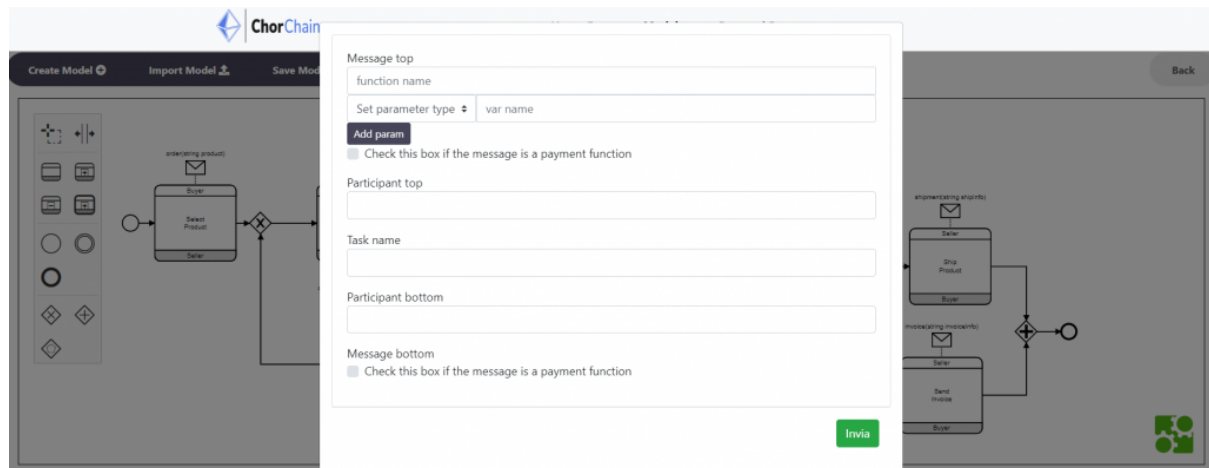 ChorChain
Create Model
Import Model
Save Mod
Back
Message top
function name
Set parameter type
var name
Add param
Check this box if the message is a payment function
Participant top
Task name
Participant bottom
Message bottom
Check this box if the message is a payment function
Invia
order(string product)
Buyer
Select
Product
Seller
shipment(string shipInfo)
Seller
Ship
Product
Buyer
invoice(string invoiceInfo)
Seller
Send
Invoice
Buyer